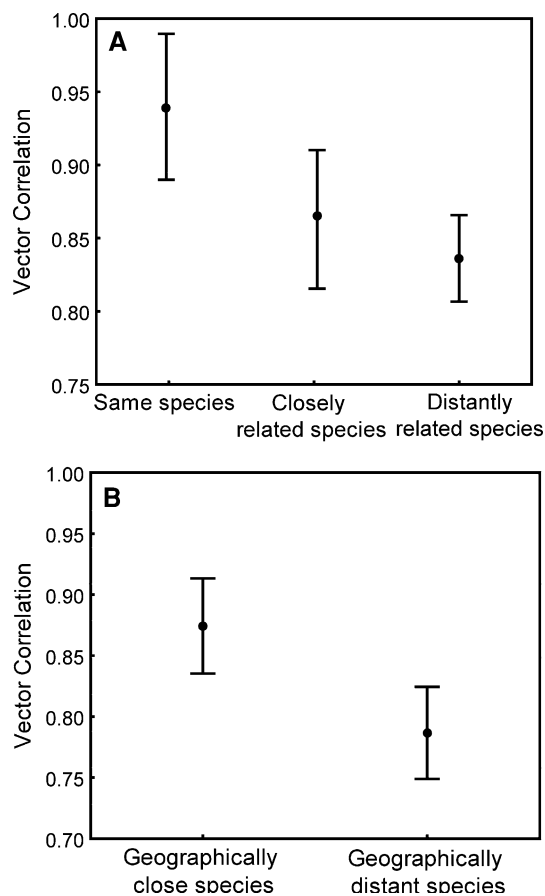 A
1.00
0.95
0.90
0.85
0.80
0.75
Vector Correlation
Same species
Closely
related species
Distantly
related species
B
1.00
0.95
0.90
0.85
0.80
0.75
0.70
Vector Correlation
Geographically
close species
Geographically
distant species